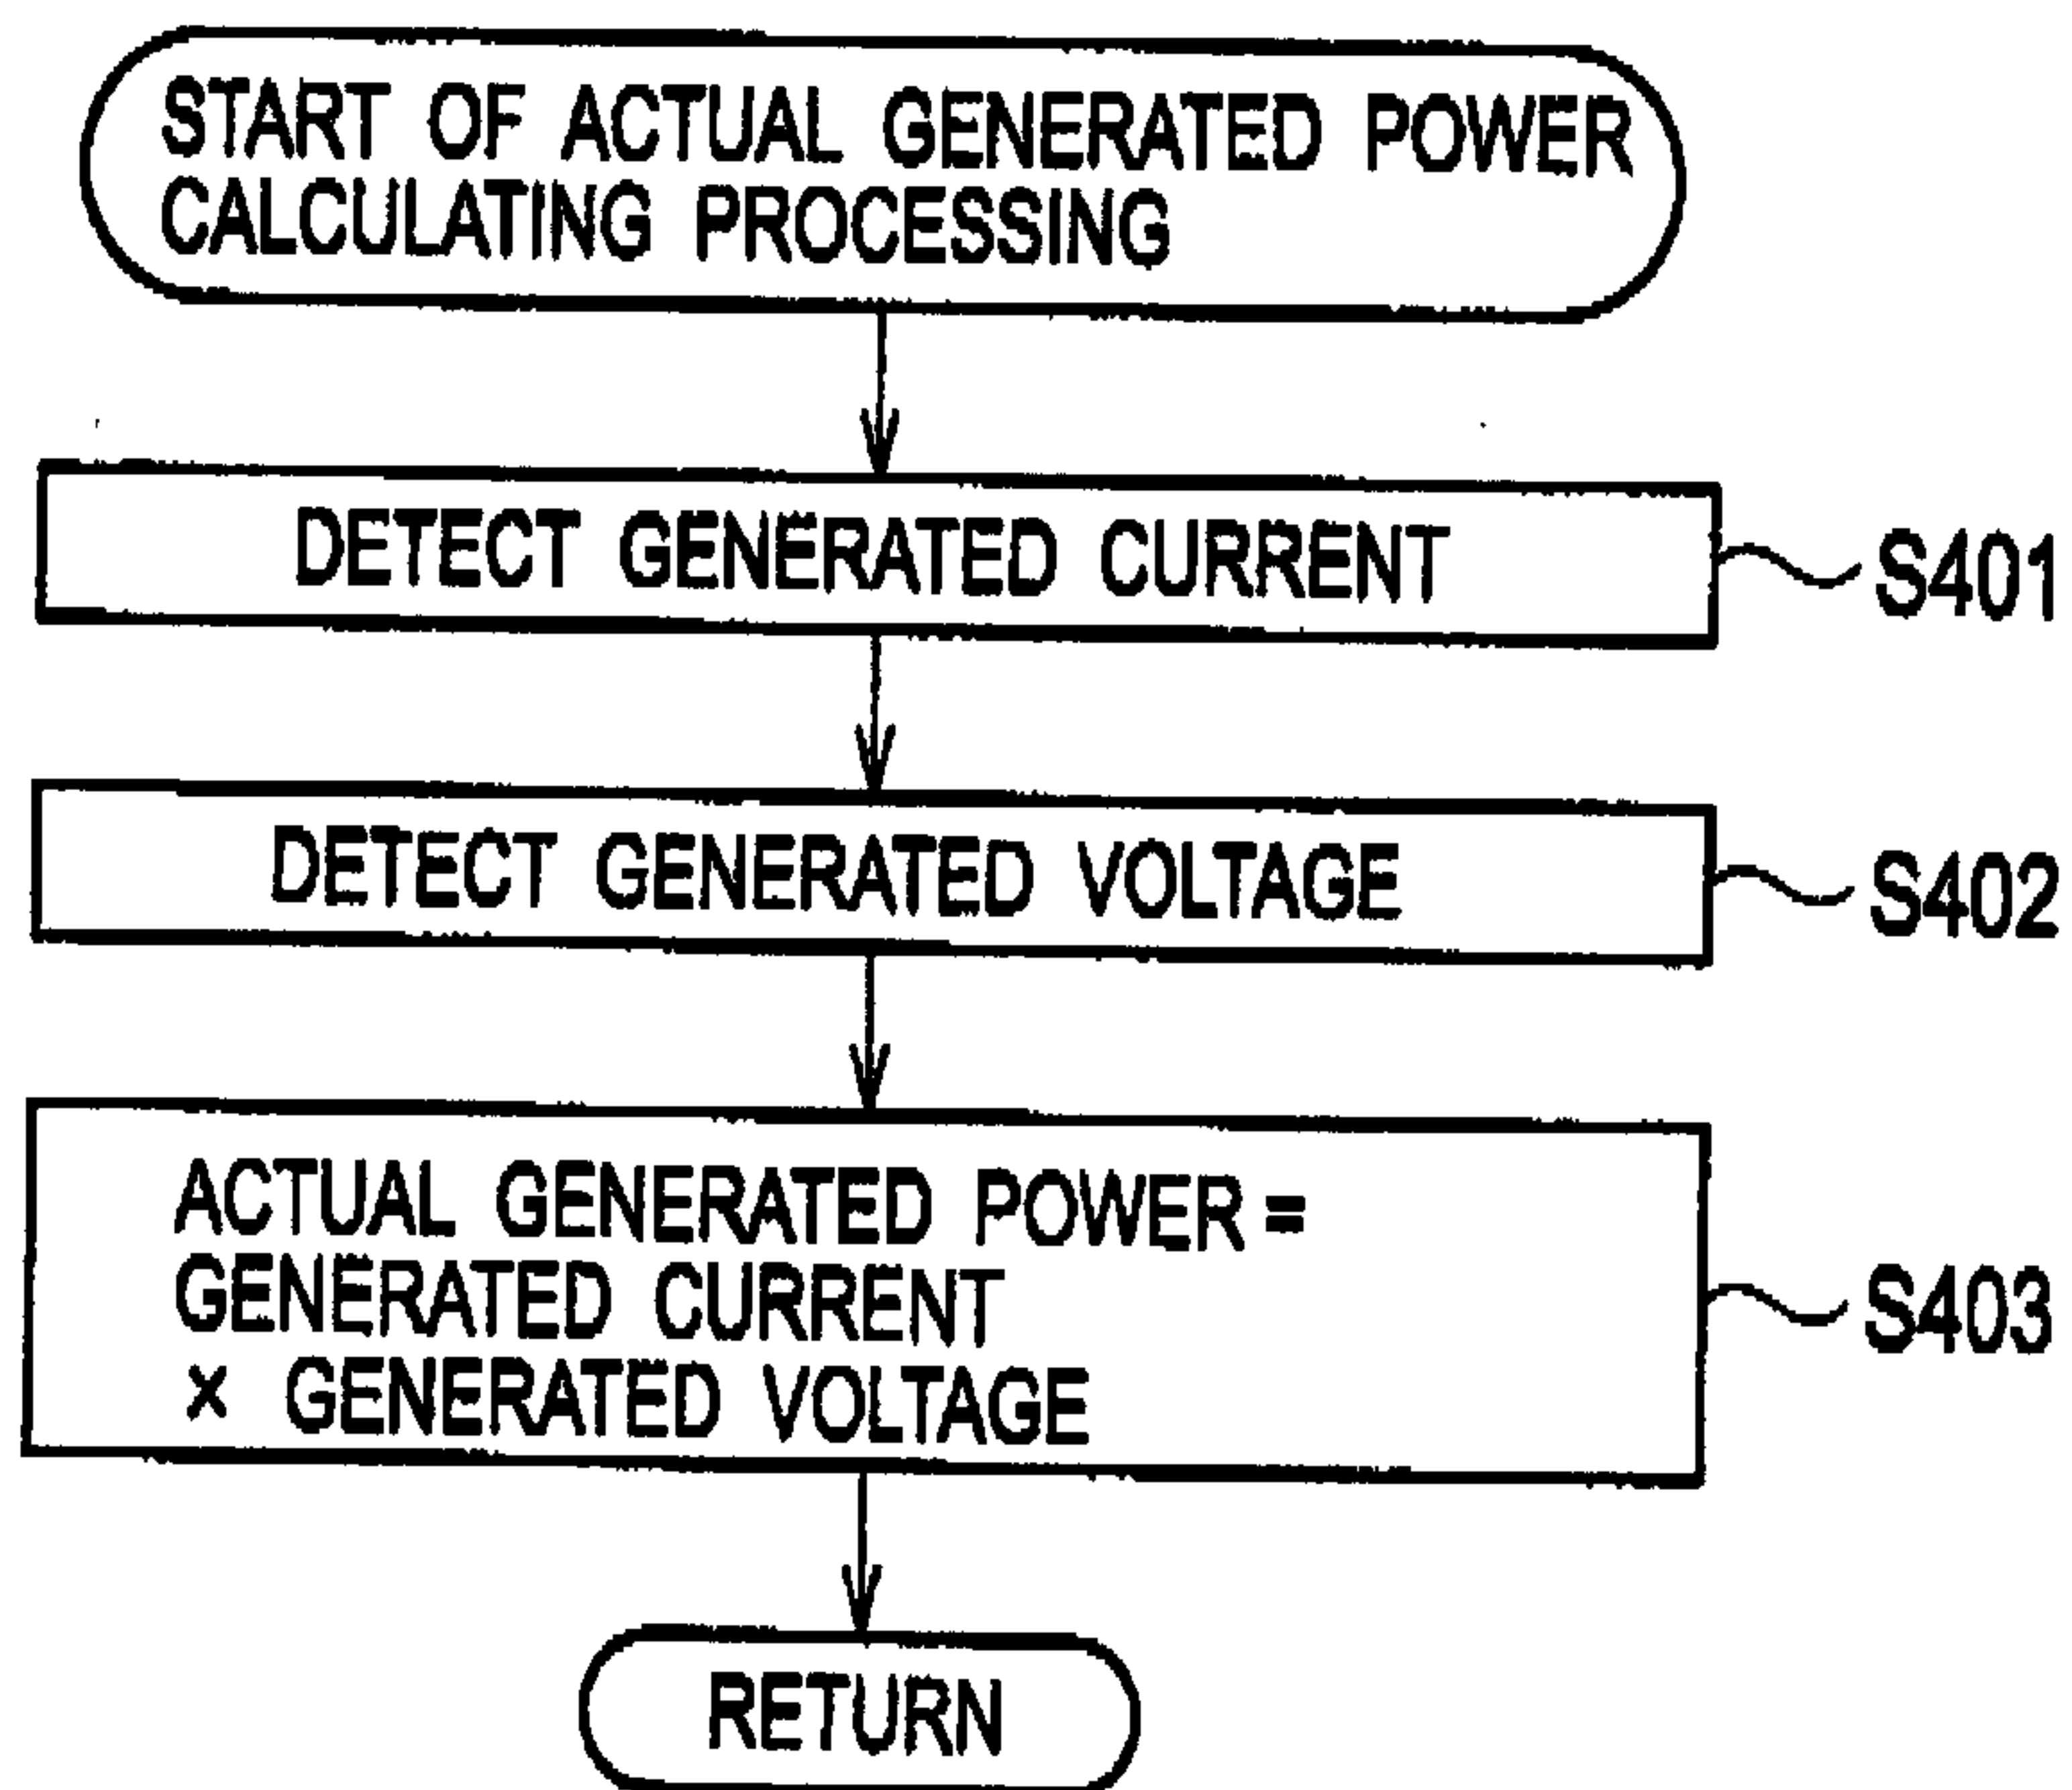 START OF ACTUAL GENERATED POWER
CALCULATING PROCESSING
DETECT GENERATED CURRENT
S401
DETECT GENERATED VOLTAGE
S402
ACTUAL GENERATED POWER =
GENERATED CURRENT
× GENERATED VOLTAGE
S403
RETURN